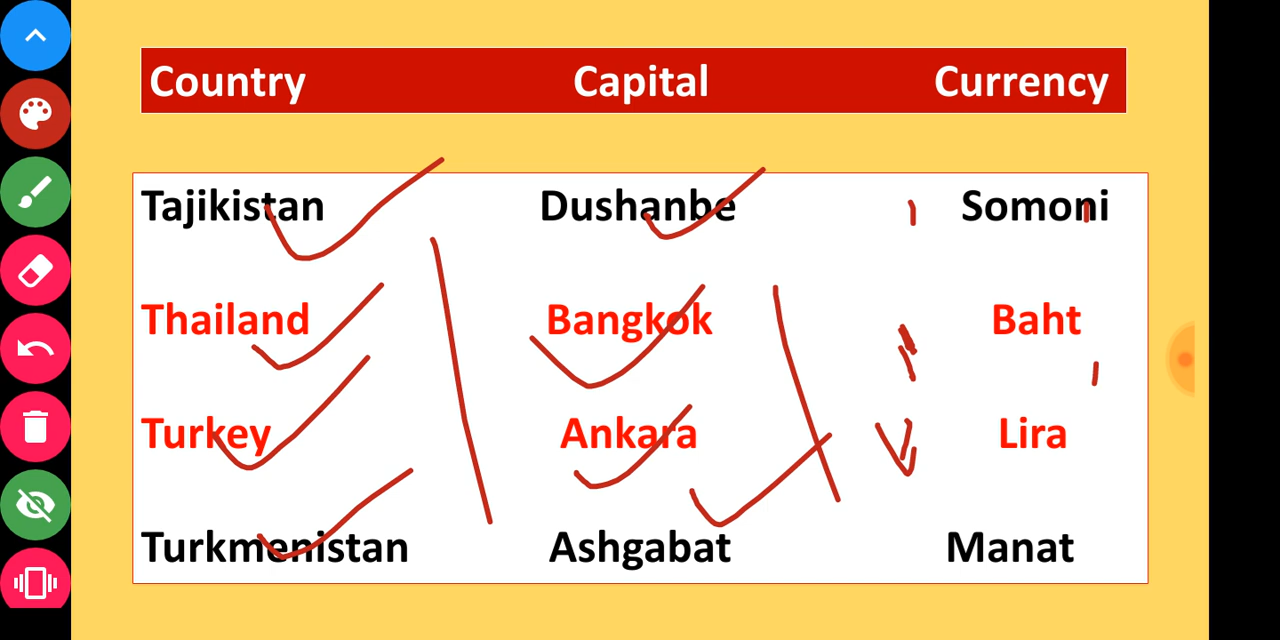 Country Capital Currency
Tajikistan Dushanbe Somoni
Thailand Bangkok Baht
Turkey Ankara Lira
Turkmenistan Ashgabat Manat